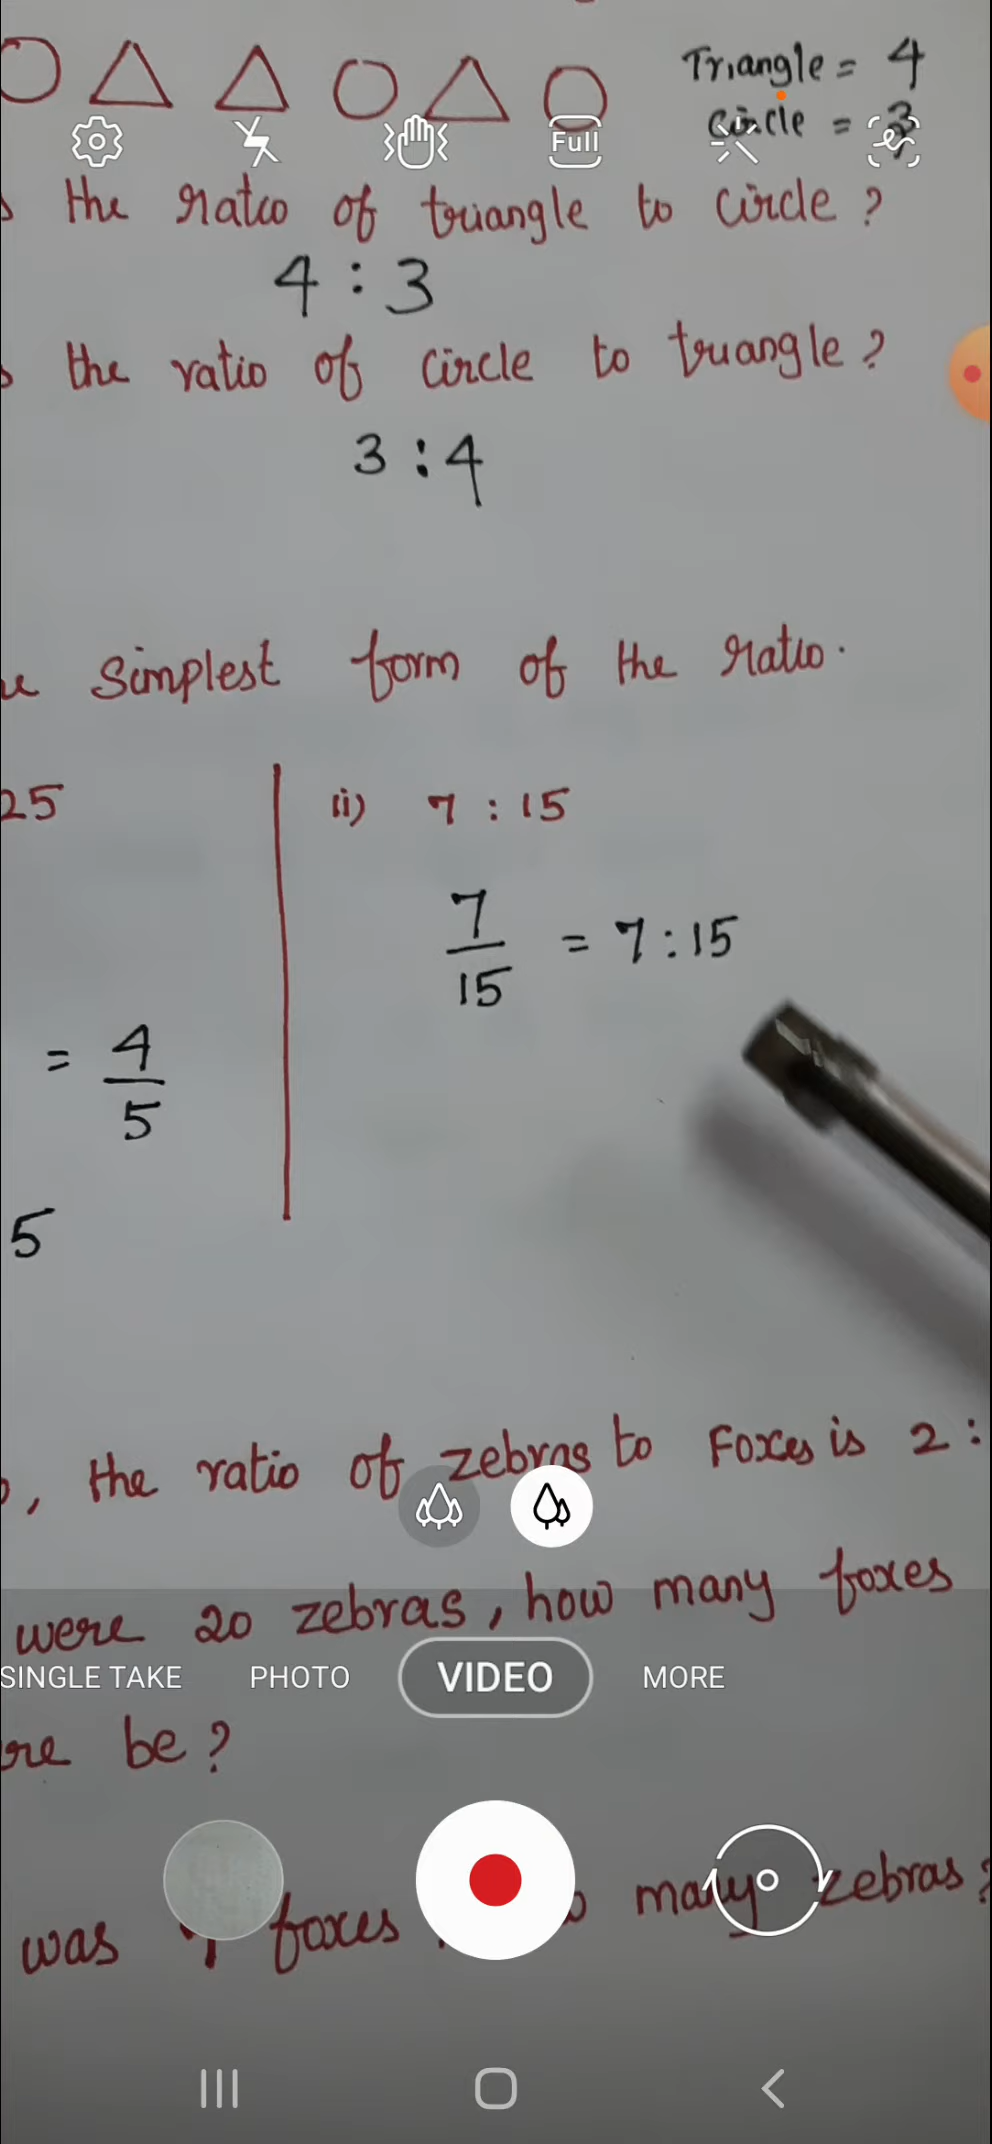 Triangle = 4
Circle = 3
Full
the ratio of triangle to circle ?
4 : 3
the ratio of circle to triangle ?
3 : 4
simplest form of the ratio.
25
(ii) 7 : 15
7
15
= 7 : 15
= 4
5
5
, the ratio of zebras to Foxes is 2 :
were 20 zebras, how many foxes
SINGLE TAKE PHOTO VIDEO MORE
be ?
was foxes many zebras ?